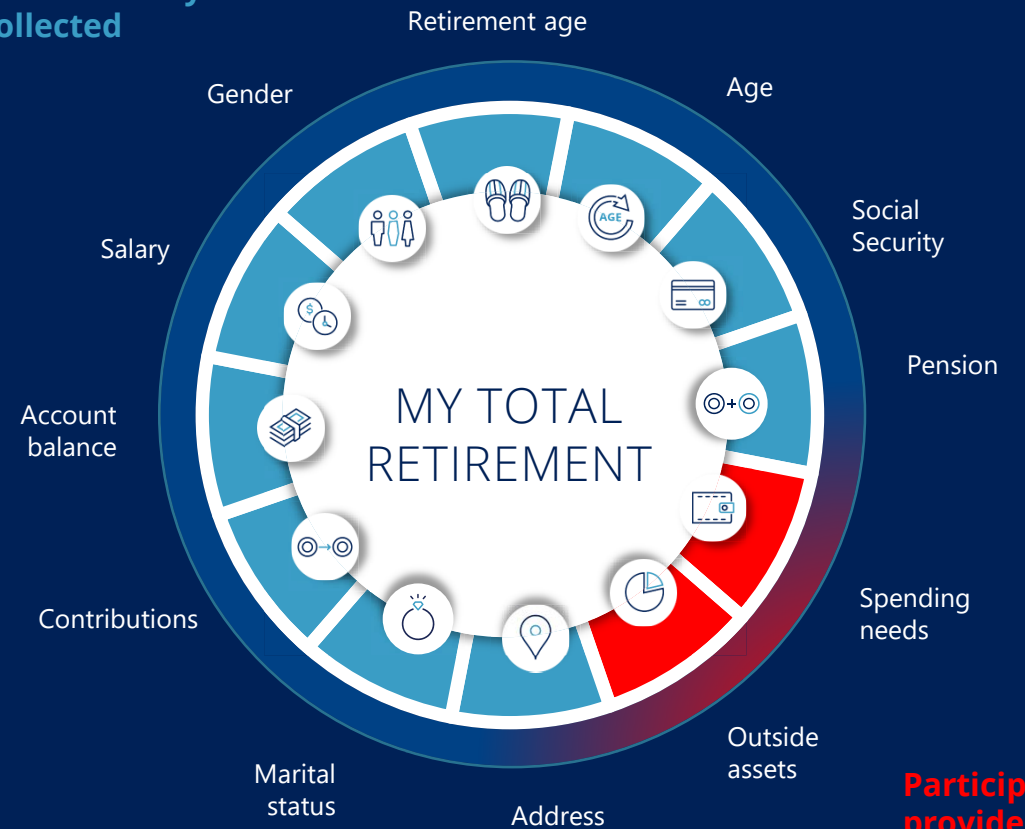 ollected
Retirement age
Gender
Age
Social
Security
Salary
AGE
$
Pension
MY TOTAL
RETIREMENT
Account
balance
Contributions
Spending
needs
Outside
assets
Marital
status
Address
Particip
provide